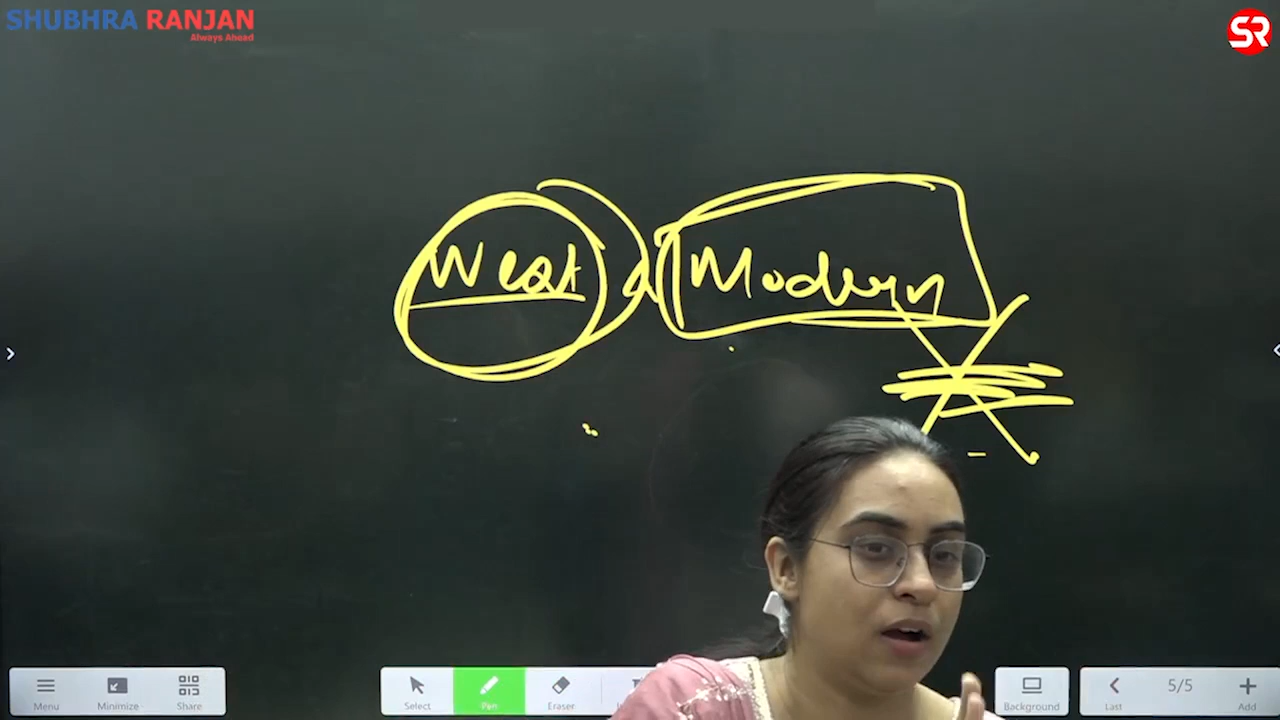 SHUBHRA RANJAN
Always Ahead
SR
West Modern
Menu
Minimize
Share
Select
Pen
Eraser
Background
Last
5/5
Add